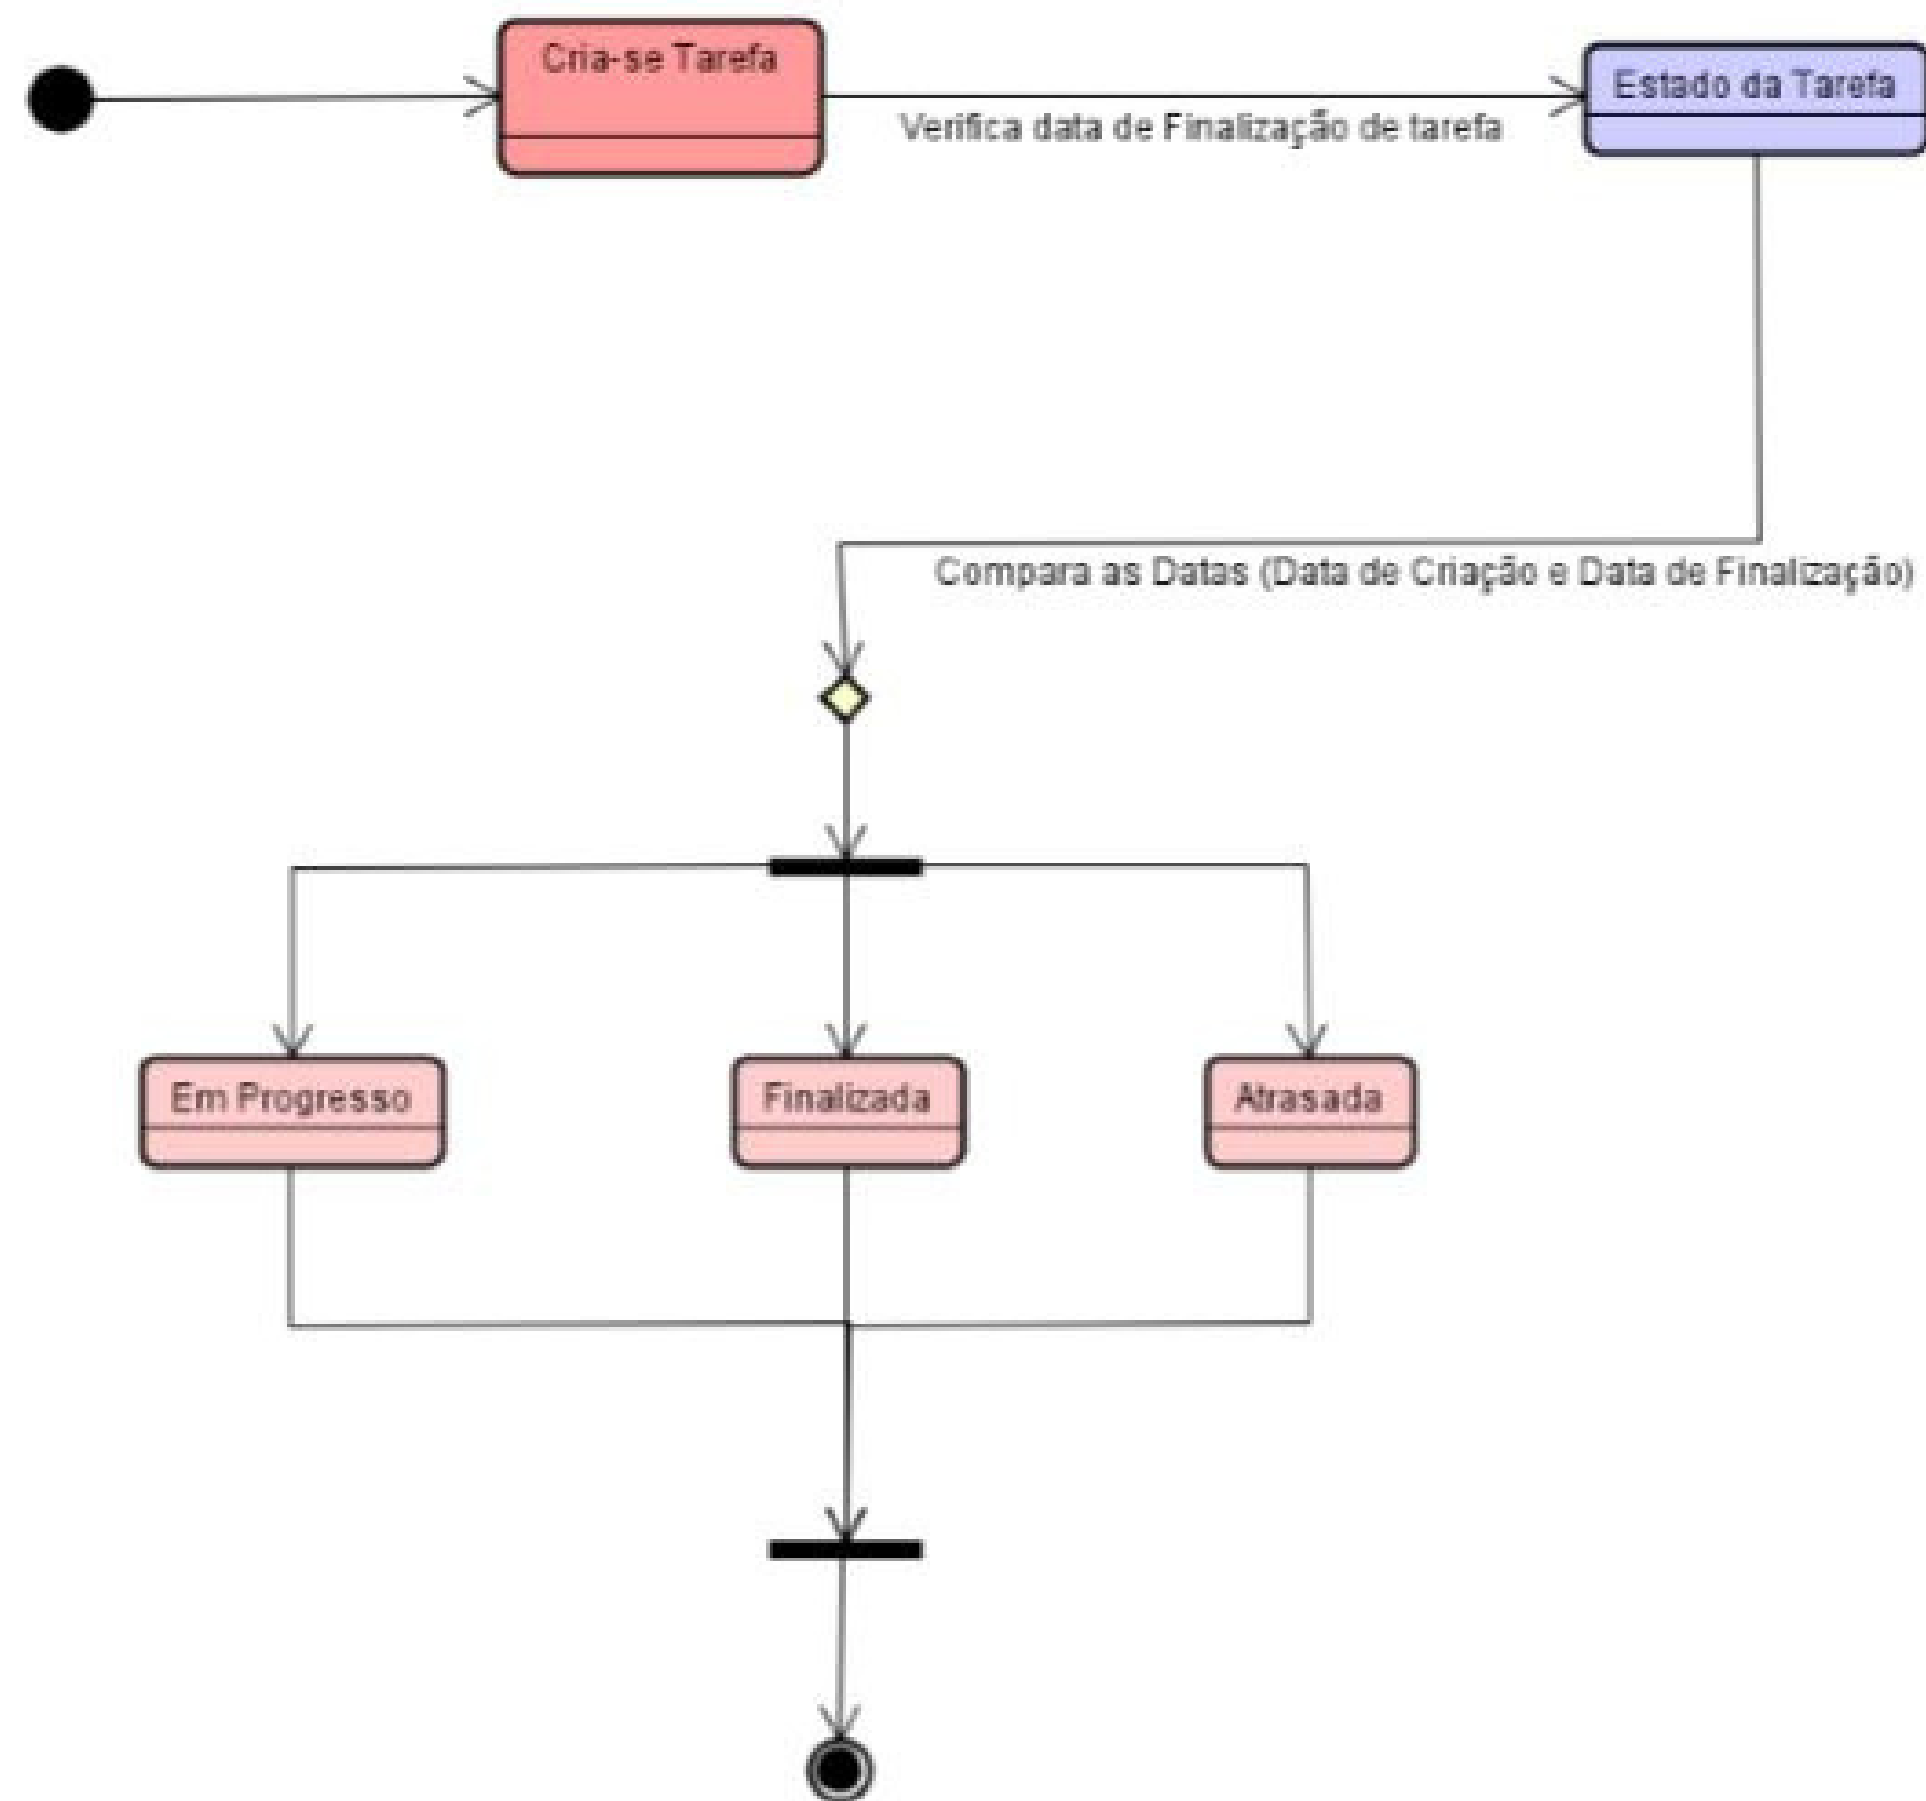 Cria-se Tarefa
Estado da Tarefa
Verifica data de Finalização de tarefa
Compara as Datas (Data de Criação e Data de Finalização)
Em Progresso
Finalizada
Atrasada